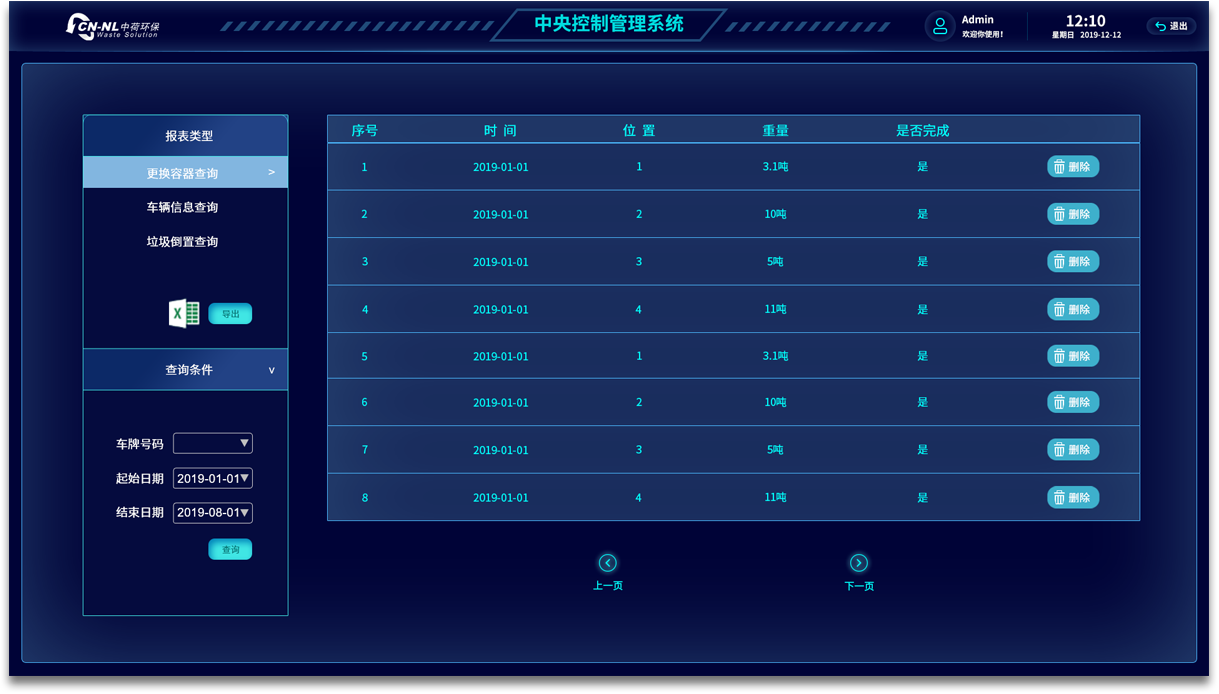 CN-NL 中荷环保
Waste Solution
中央控制管理系统
Admin
欢迎你使用!
12:10
星期日 2019-12-12
退出
报表类型
更换容器查询 >
车辆信息查询
垃圾倒置查询
X 导出
查询条件 v
车牌号码
起始日期 2019-01-01
结束日期 2019-08-01
查询
序号 时 间 位 置 重量 是否完成
1 2019-01-01 1 3.1吨 是 删除
2 2019-01-01 2 10吨 是 删除
3 2019-01-01 3 5吨 是 删除
4 2019-01-01 4 11吨 是 删除
5 2019-01-01 1 3.1吨 是 删除
6 2019-01-01 2 10吨 是 删除
7 2019-01-01 3 5吨 是 删除
8 2019-01-01 4 11吨 是 删除
上一页 下一页